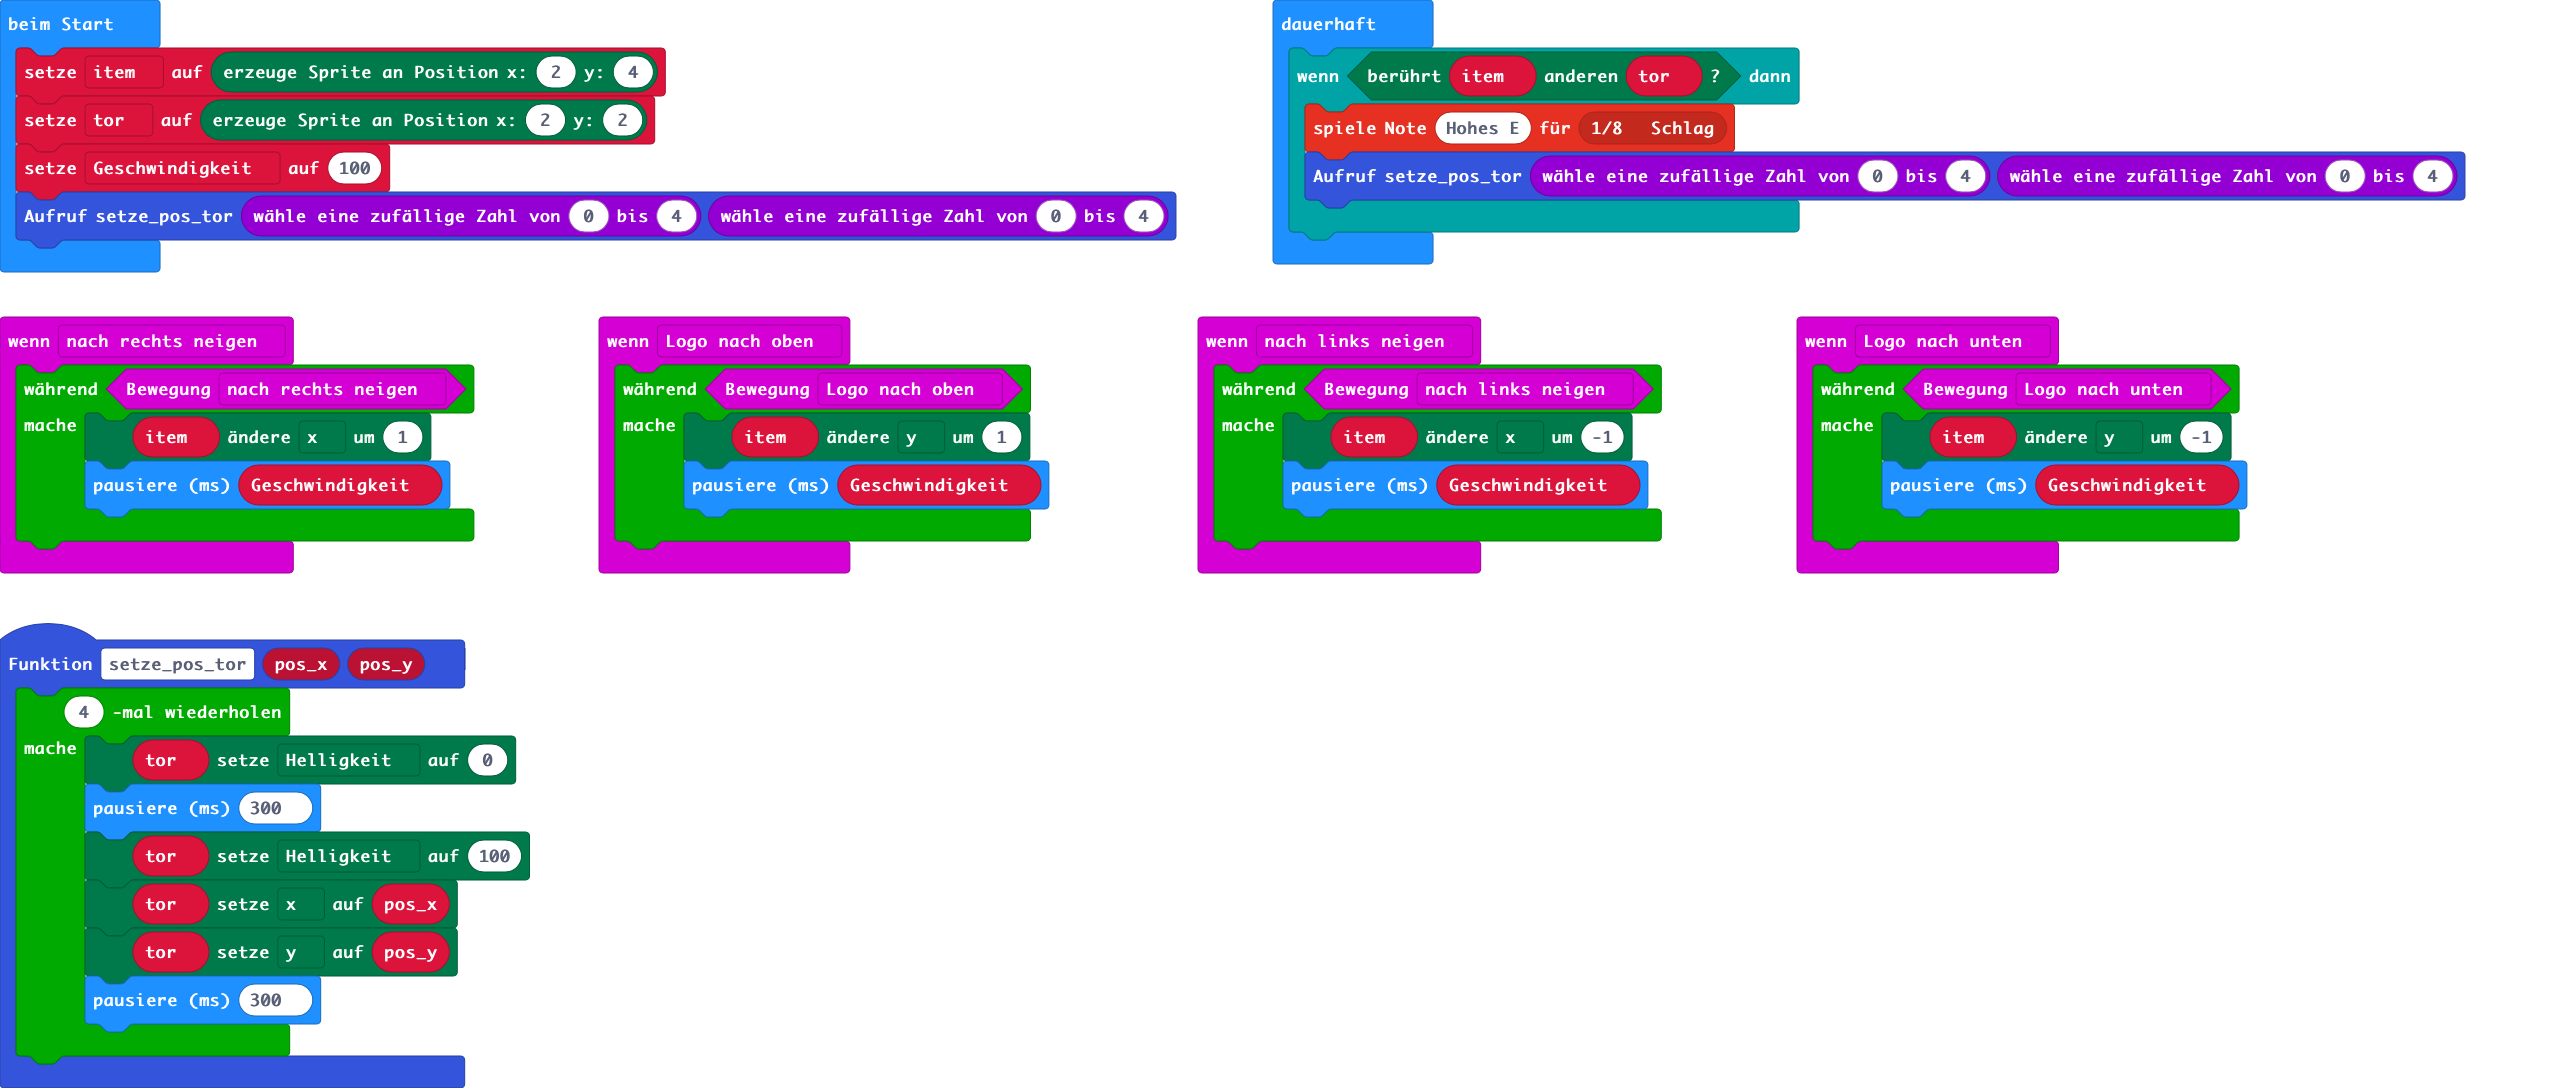 beim Start
setze item auf erzeuge Sprite an Position x: 2 y: 4
setze tor auf erzeuge Sprite an Position x: 2 y: 2
setze Geschwindigkeit auf 100
Aufruf setze_pos_tor wähle eine zufällige Zahl von 0 bis 4 wähle eine zufällige Zahl von 0 bis 4
dauerhaft
wenn berührt item anderen tor ? dann
spiele Note Hohes E für 1/8 Schlag
Aufruf setze_pos_tor wähle eine zufällige Zahl von 0 bis 4 wähle eine zufällige Zahl von 0 bis 4
wenn nach rechts neigen
während Bewegung nach rechts neigen
mache
item ändere x um 1
pausiere (ms) Geschwindigkeit
wenn Logo nach oben
während Bewegung Logo nach oben
mache
item ändere y um 1
pausiere (ms) Geschwindigkeit
wenn nach links neigen
während Bewegung nach links neigen
mache
item ändere x um -1
pausiere (ms) Geschwindigkeit
wenn Logo nach unten
während Bewegung Logo nach unten
mache
item ändere y um -1
pausiere (ms) Geschwindigkeit
Funktion setze_pos_tor pos_x pos_y
4 -mal wiederholen
mache
tor setze Helligkeit auf 0
pausiere (ms) 300
tor setze Helligkeit auf 100
tor setze x auf pos_x
tor setze y auf pos_y
pausiere (ms) 300